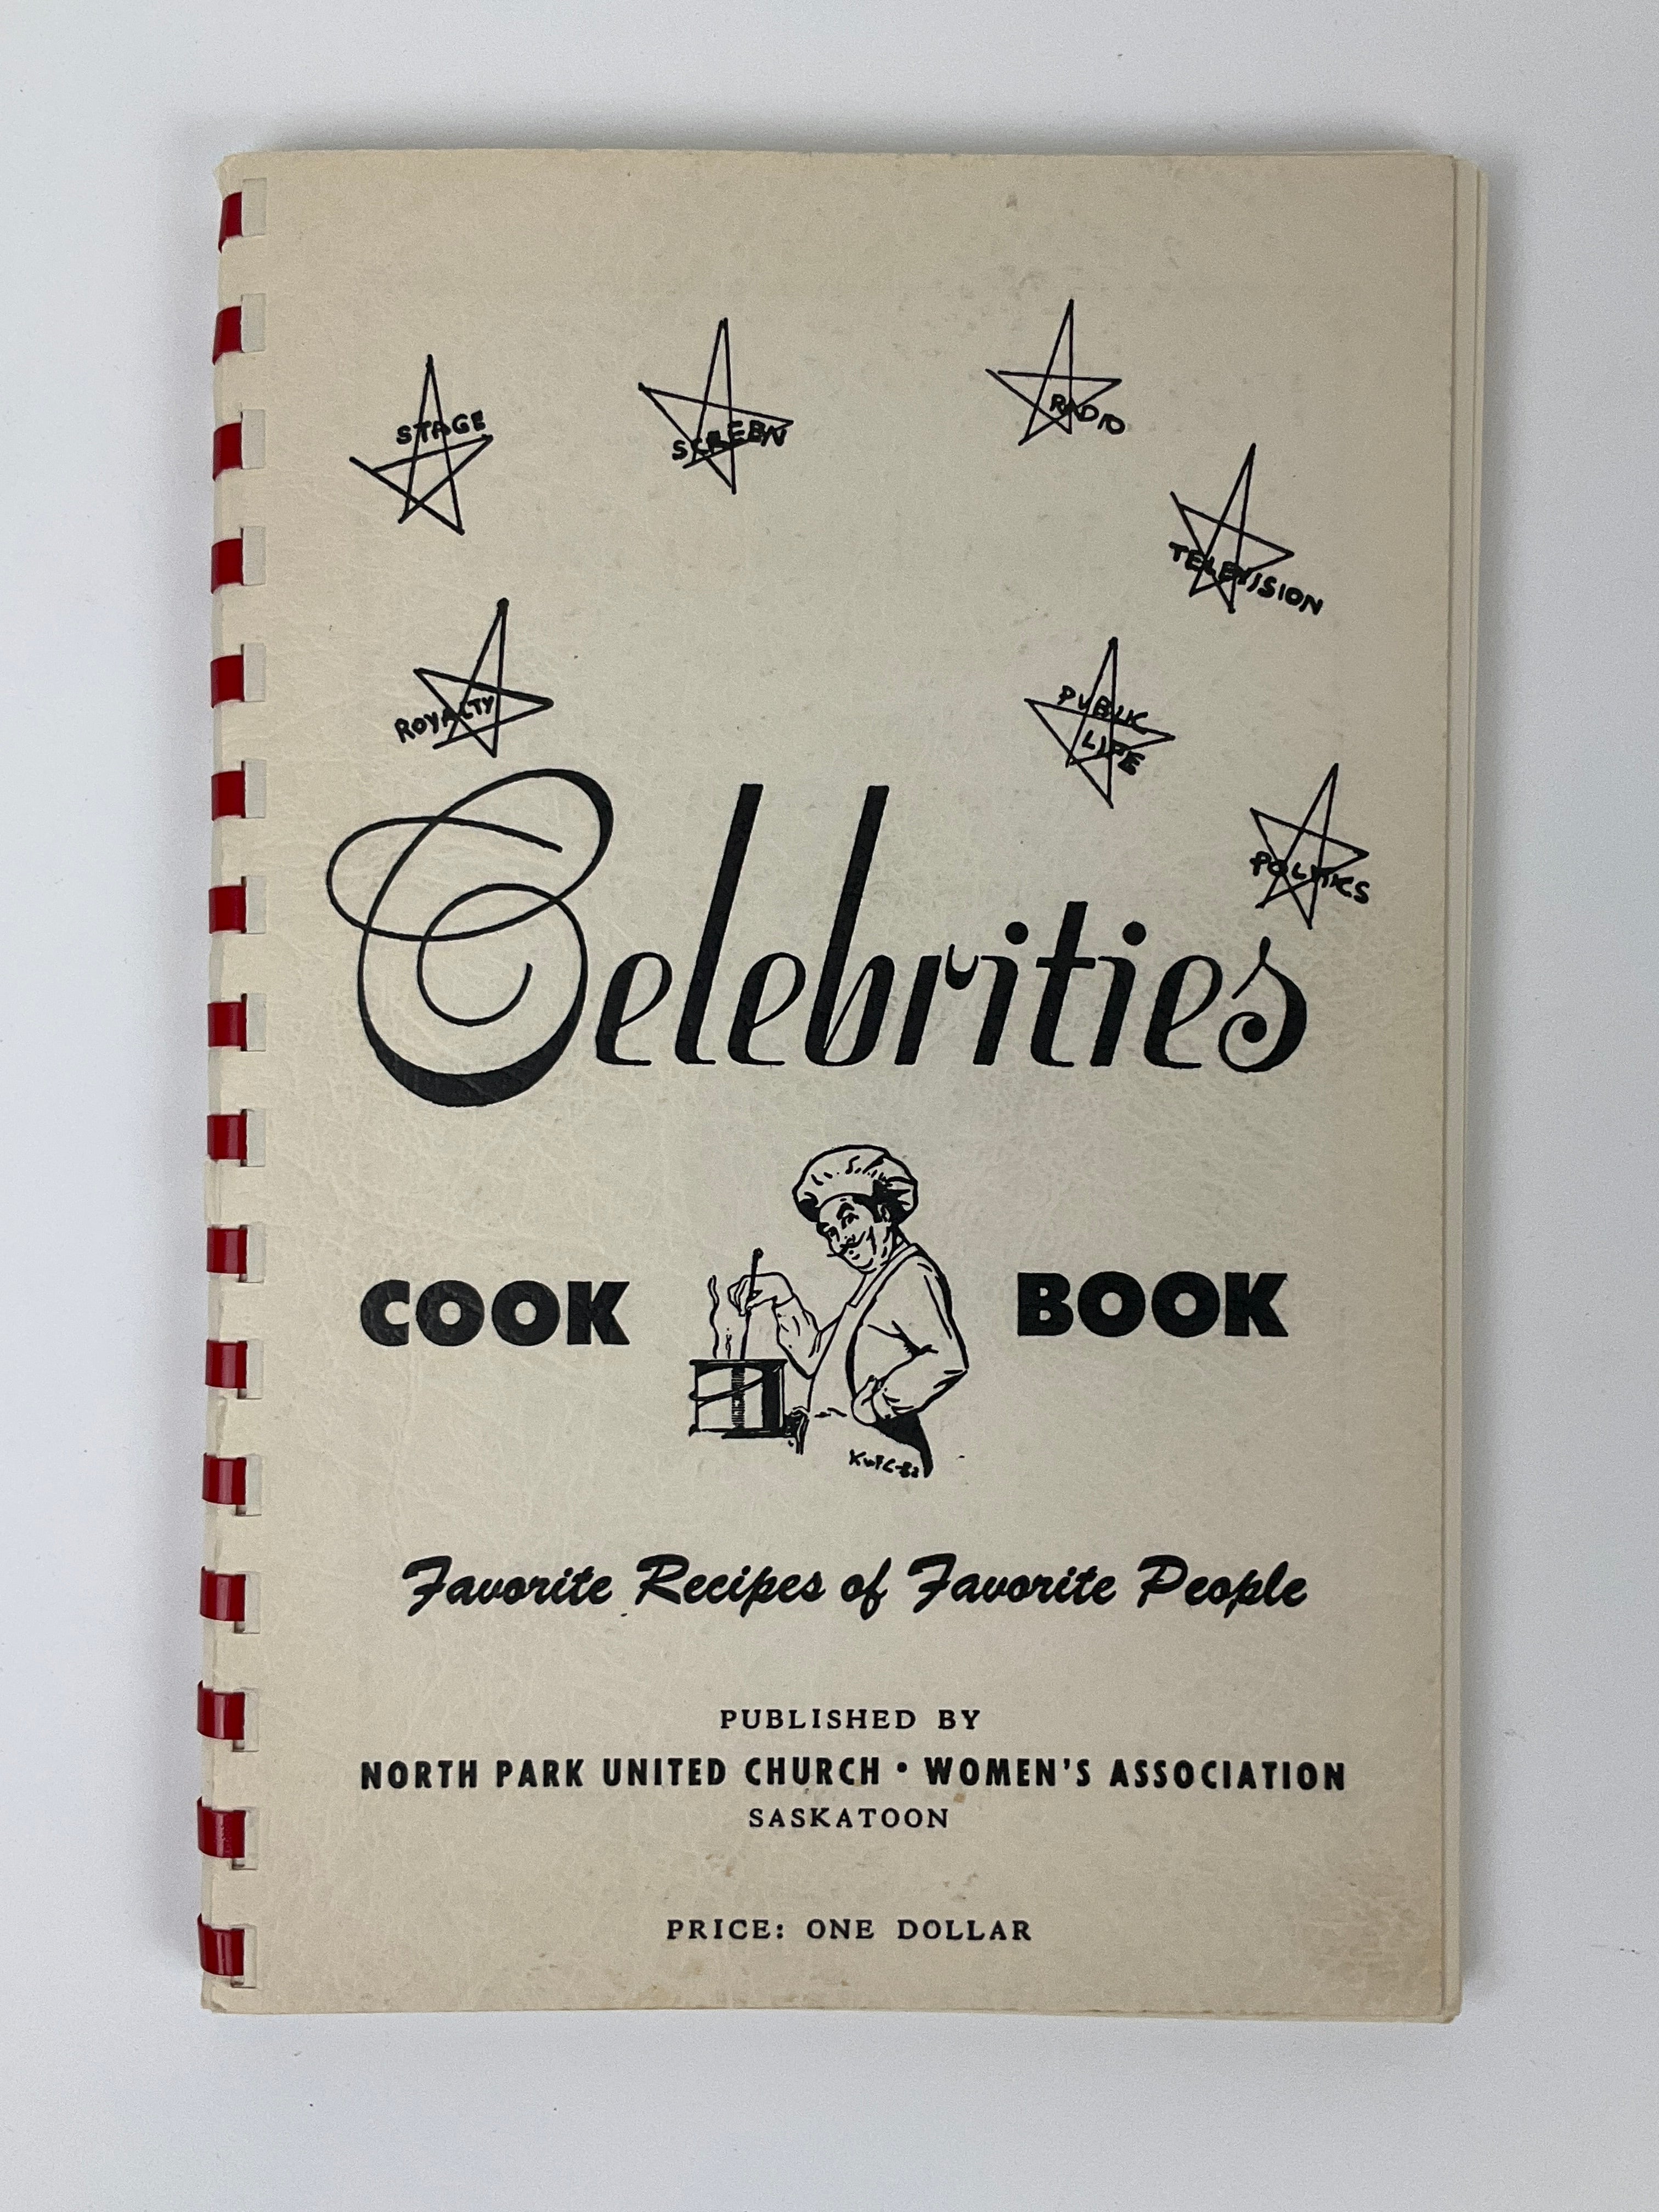 STAGE
SCREEN
RADIO
TELEVISION
ROYALTY
PUBLIC
LIFE
POLITICS
Celebrities
COOK BOOK
Favorite Recipes of Favorite People
PUBLISHED BY
NORTH PARK UNITED CHURCH • WOMEN'S ASSOCIATION
SASKATOON
PRICE: ONE DOLLAR